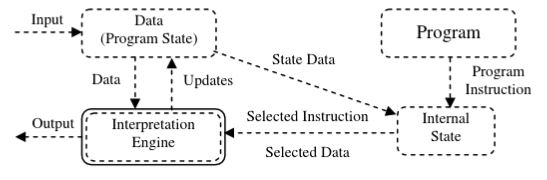 Input
Data
(Program State)
Program
State Data
Data
Updates
Program
Instruction
Output
Interpretation
Engine
Selected Instruction
Selected Data
Internal
State